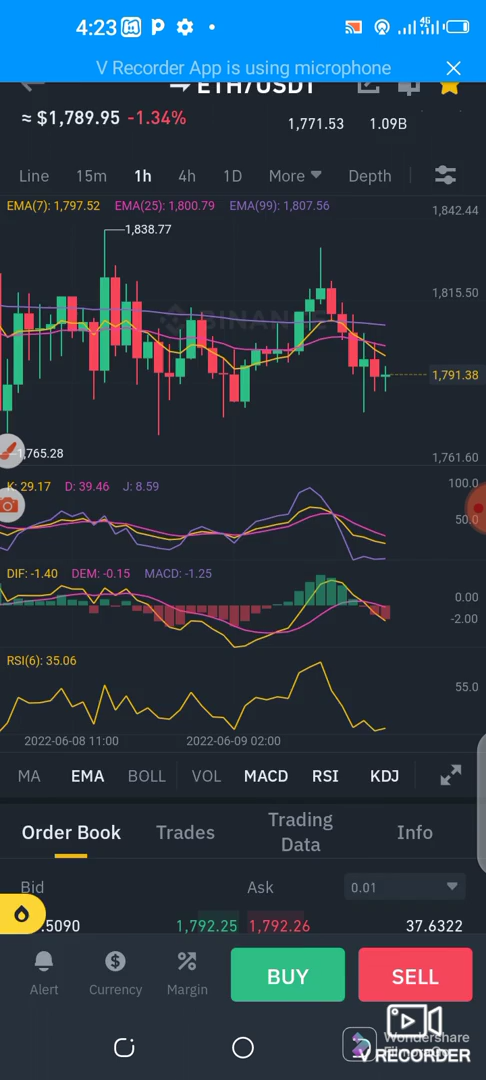 4:23
4G
V Recorder App is using microphone
ETH/USDT
≈ $1,789.95 -1.34%
1,771.53 1.09B
Line 15m 1h 4h 1D More Depth
EMA(7): 1,797.52 EMA(25): 1,800.79 EMA(99): 1,807.56
1,842.44
1,838.77
1,815.50
BINANCE
1,791.38
1,765.28
1,761.60
K: 29.17 D: 39.46 J: 8.59
100.0
50.0
DIF: -1.40 DEM: -0.15 MACD: -1.25
0.00
-2.00
RSI(6): 35.06
55.0
2022-06-08 11:00 2022-06-09 02:00
MA EMA BOLL VOL MACD RSI KDJ
Order Book Trades Trading Data Info
Bid Ask 0.01
.5090 1,792.25 1,792.26 37.6322
Alert Currency Margin BUY SELL
Wondershare
V RECORDER